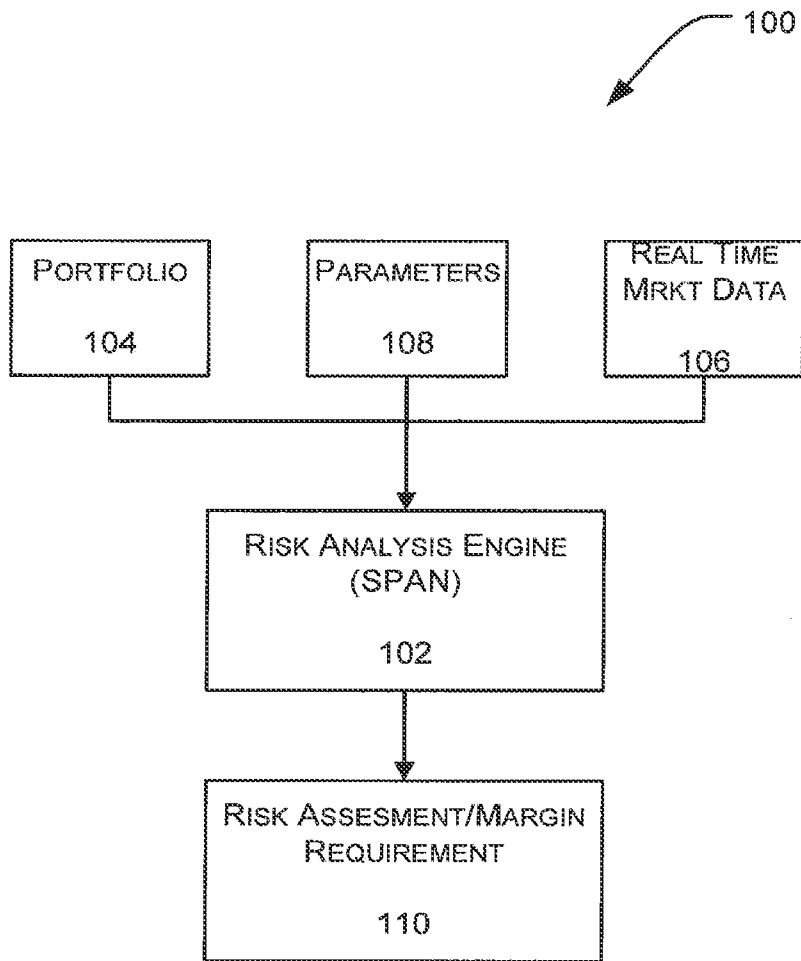 100
PORTFOLIO
104
PARAMETERS
108
REAL TIME
MRKT DATA
106
RISK ANALYSIS ENGINE
(SPAN)
102
RISK ASSESMENT/MARGIN
REQUIREMENT
110